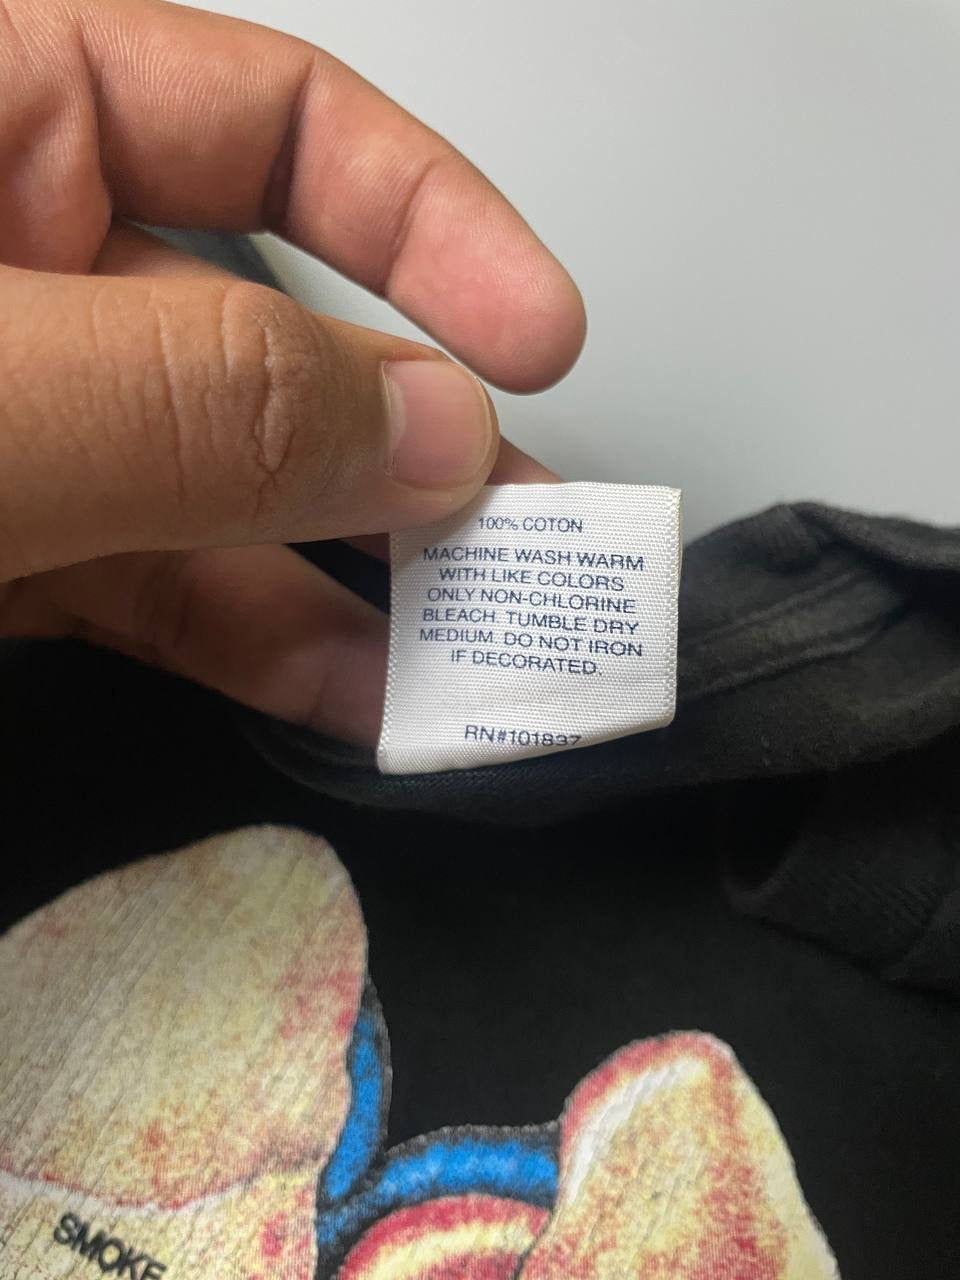 100% COTON
MACHINE WASH WARM
WITH LIKE COLORS
ONLY NON-CHLORINE
BLEACH TUMBLE DRY
MEDIUM DO NOT IRON
IF DECORATED.
RN#101837
SMOKE